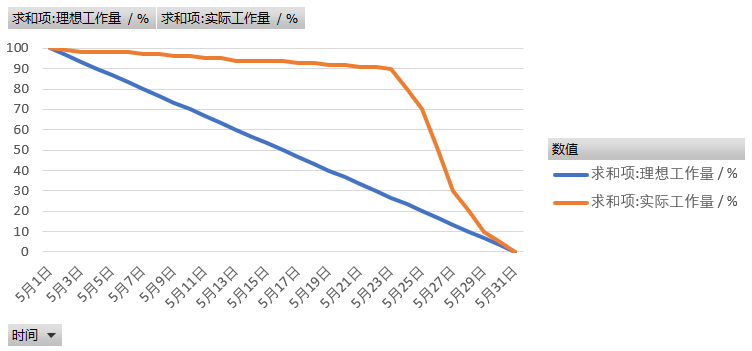 求和项:理想工作量 / %
求和项:实际工作量 / %
100
90
80
70
60
50
40
30
20
10
0
5月1日
5月3日
5月5日
5月7日
5月9日
5月11日
5月13日
5月15日
5月17日
5月19日
5月21日
5月23日
5月25日
5月27日
5月29日
5月31日
数值
求和项:理想工作量 / %
求和项:实际工作量 / %
时间